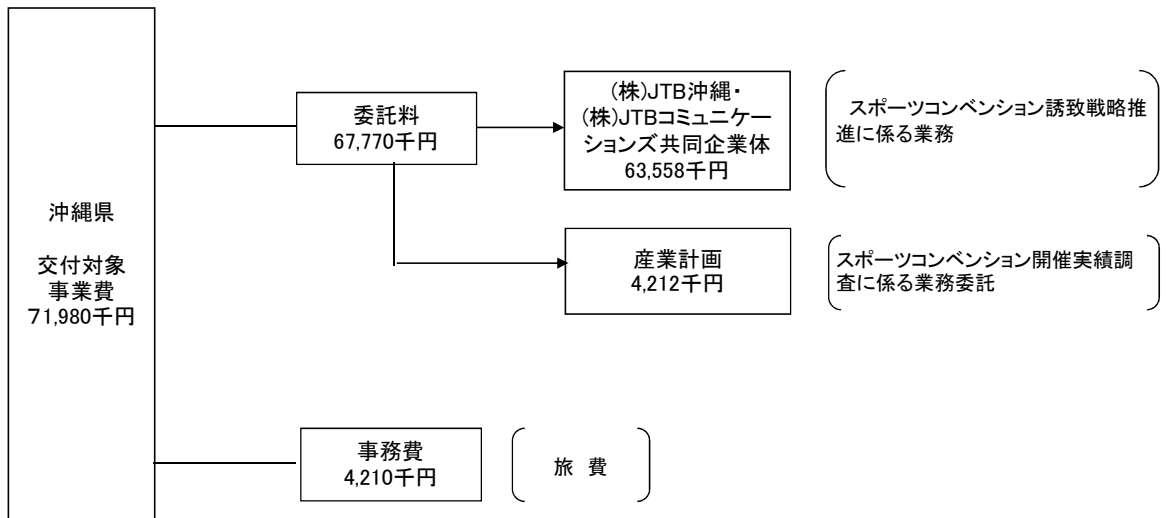 沖縄県
交付対象
事業費
71,980千円
委託料
67,770千円
(株)JTB沖縄・
(株)JTBコミュニケー
ションズ共同企業体
63,558千円
スポーツコンベンション誘致戦略推
進に係る業務
産業計画
4,212千円
スポーツコンベンション開催実績調
査に係る業務委託
事務費
4,210千円
旅 費